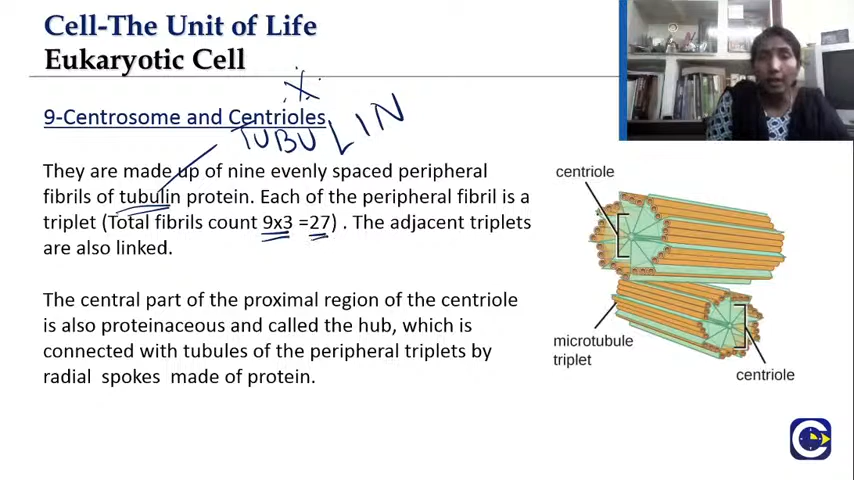 Cell-The Unit of Life
Eukaryotic Cell
9-Centrosome and Centrioles
TUBULIN
They are made up of nine evenly spaced peripheral
fibrils of tubulin protein. Each of the peripheral fibril is a
triplet (Total fibrils count 9x3 =27) . The adjacent triplets
are also linked.
The central part of the proximal region of the centriole
is also proteinaceous and called the hub, which is
connected with tubules of the peripheral triplets by
radial spokes made of protein.
centriole
microtubule
triplet
centriole